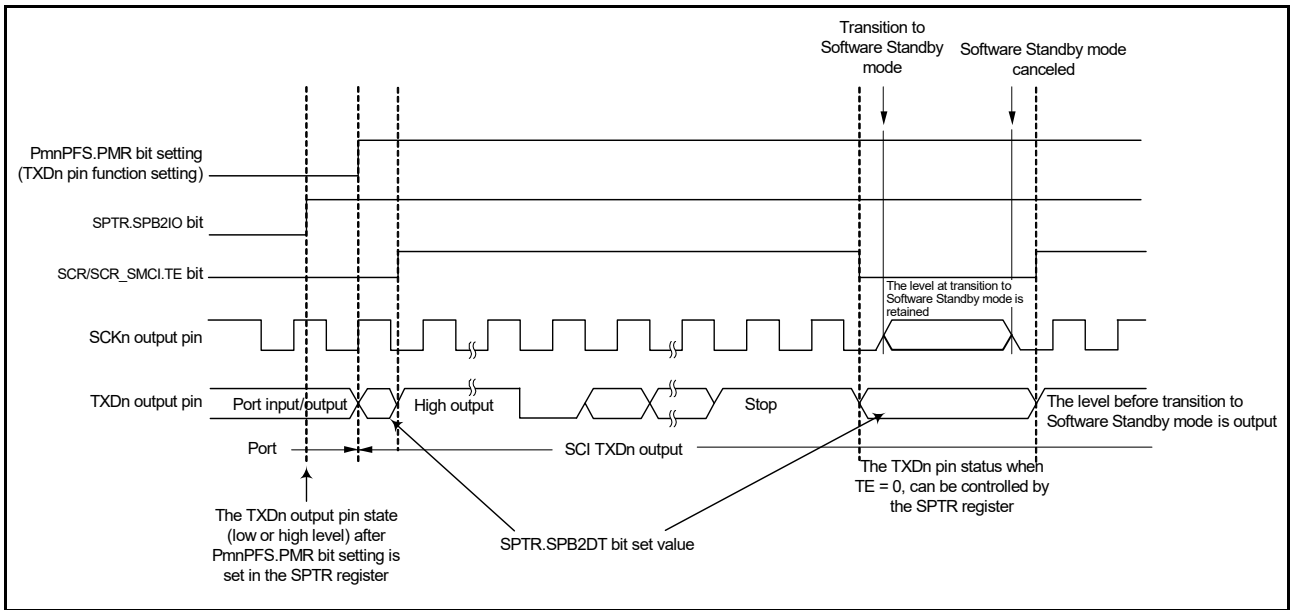 Transition to
Software Standby
mode
Software Standby mode
canceled
PmnPFS.PMR bit setting
(TXDn pin function setting)
SPTR.SPB2IO bit
SCR/SCR_SMCI.TE bit
The level at transition to
Software Standby mode is
retained
SCKn output pin
TXDn output pin
Port input/output
High output
Stop
The level before transition to
Software Standby mode is output
Port
SCI TXDn output
The TXDn pin status when
TE = 0, can be controlled by
the SPTR register
The TXDn output pin state
(low or high level) after
PmnPFS.PMR bit setting is
set in the SPTR register
SPTR.SPB2DT bit set value